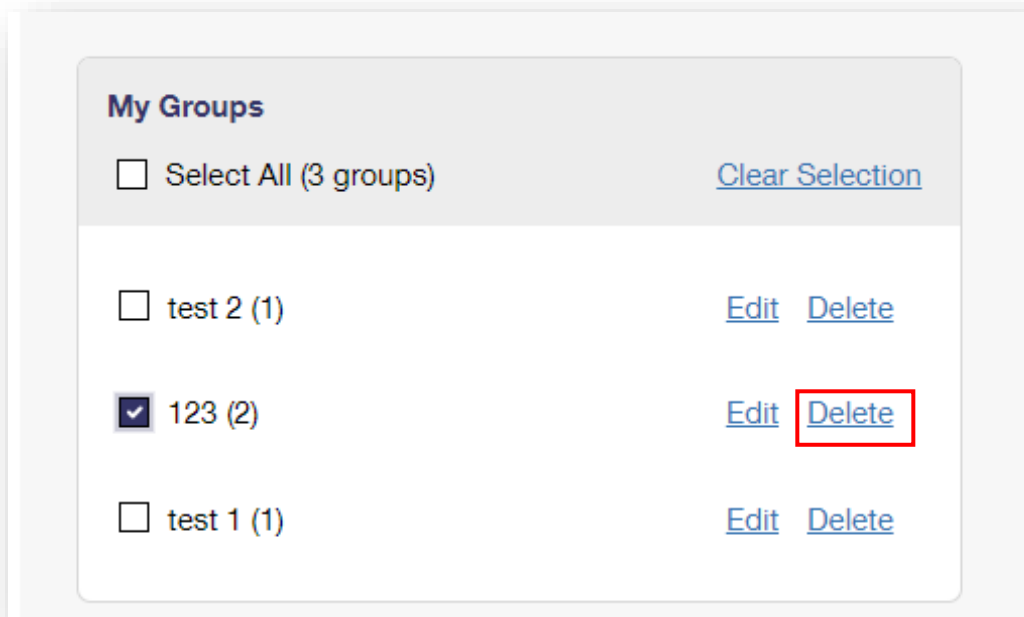 My Groups
Select All (3 groups) Clear Selection
test 2 (1) Edit Delete
123 (2) Edit Delete
test 1 (1) Edit Delete